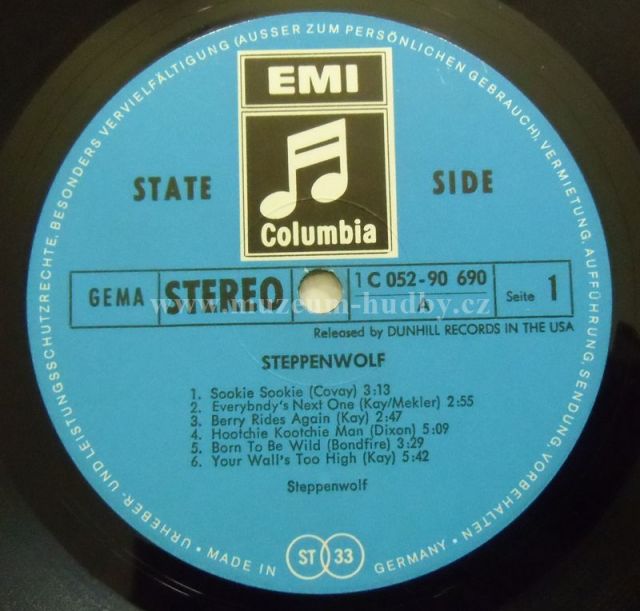 URHEBER- UND LEISTUNGSSCHUTZRECHTE, BESONDERS VERVIELFÄLTIGUNG (AUSSER ZUM PERSÖNLICHEN GEBRAUCH), VERMIETUNG, AUFFÜHRUNG, SENDUNG, VORBEHALTEN
EMI
STATE SIDE
Columbia
GEMA STEREO 1 C 052-90 690 A Seite 1
www.muzeum-hudby.cz
Released by DUNHILL RECORDS IN THE USA
STEPPENWOLF
1. Sookie Sookie (Covay) 3:13
2. Everybndy's Next One (Kay/Mekler) 2:55
3. Berry Rides Again (Kay) 2:47
4. Hootchie Kootchie Man (Dixon) 5:09
5. Born To Be Wild (Bondfire) 3:29
6. Your Wall's Too High (Kay) 5:42
Steppenwolf
• MADE IN ST 33 GERMANY •